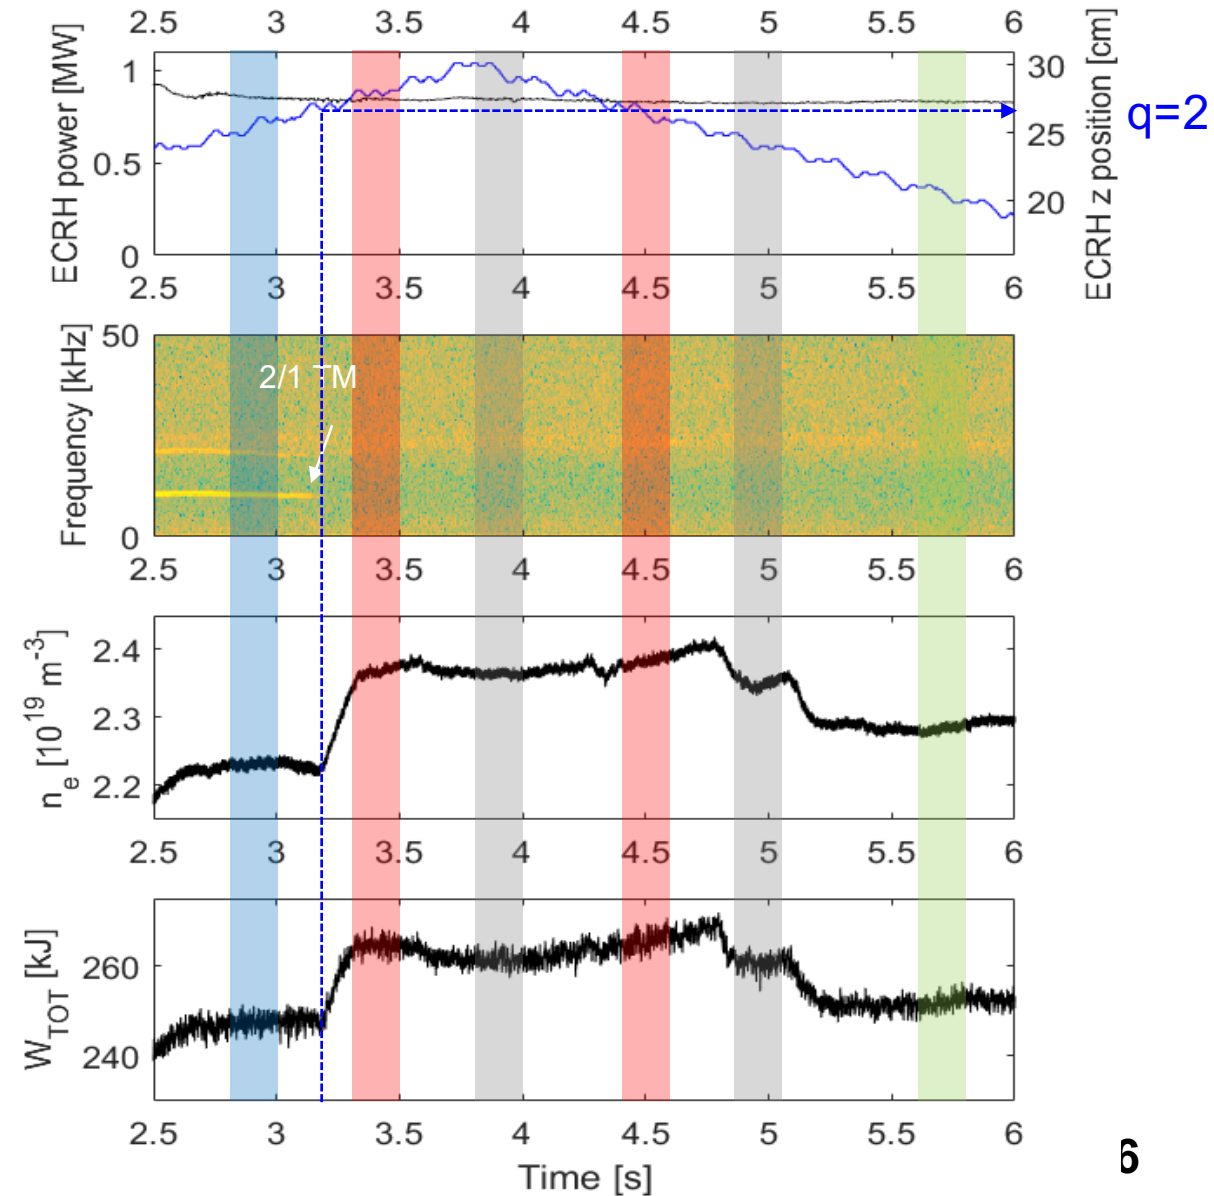 2.5 3 3.5 4 4.5 5 5.5 6
ECRH power [MW]
1
0.5
0
30
25
20
ECRH z position [cm]
q=2
2.5 3 3.5 4 4.5 5 5.5 6
Frequency [kHz]
50
0
2/1 TM
2.5 3 3.5 4 4.5 5 5.5 6
n_e [10^19 m^-3]
2.4
2.3
2.2
2.5 3 3.5 4 4.5 5 5.5 6
W_TOT [kJ]
260
240
2.5 3 3.5 4 4.5 5 5.5 6
Time [s]
6